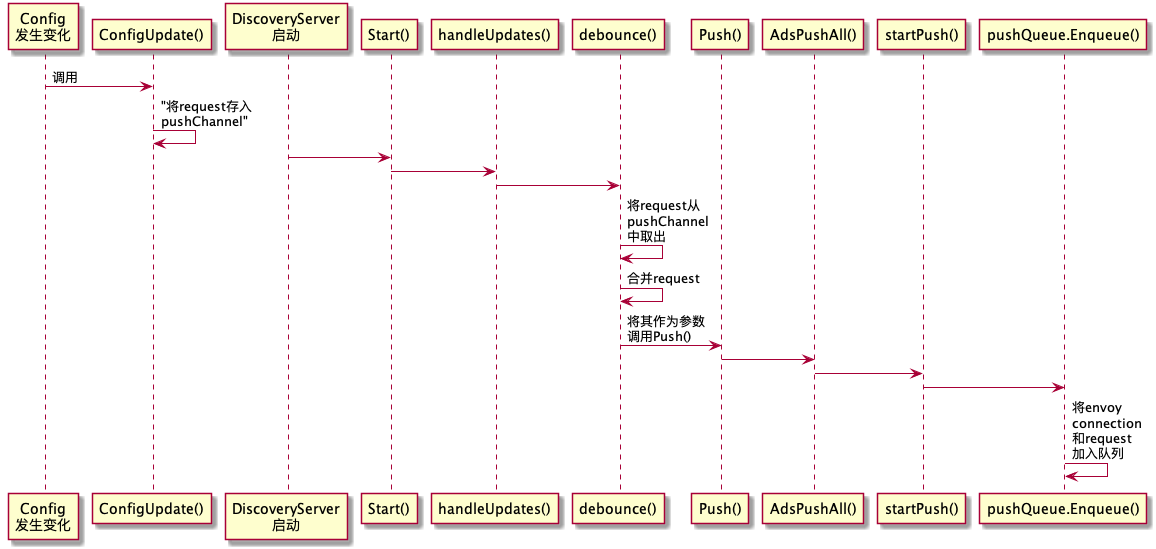 Config
发生变化
ConfigUpdate()
DiscoveryServer
启动
Start()
handleUpdates()
debounce()
Push()
AdsPushAll()
startPush()
pushQueue.Enqueue()
调用
"将request存入
pushChannel"
将request从
pushChannel
中取出
合并request
将其作为参数
调用Push()
将envoy
connection
和request
加入队列
Config
发生变化
ConfigUpdate()
DiscoveryServer
启动
Start()
handleUpdates()
debounce()
Push()
AdsPushAll()
startPush()
pushQueue.Enqueue()